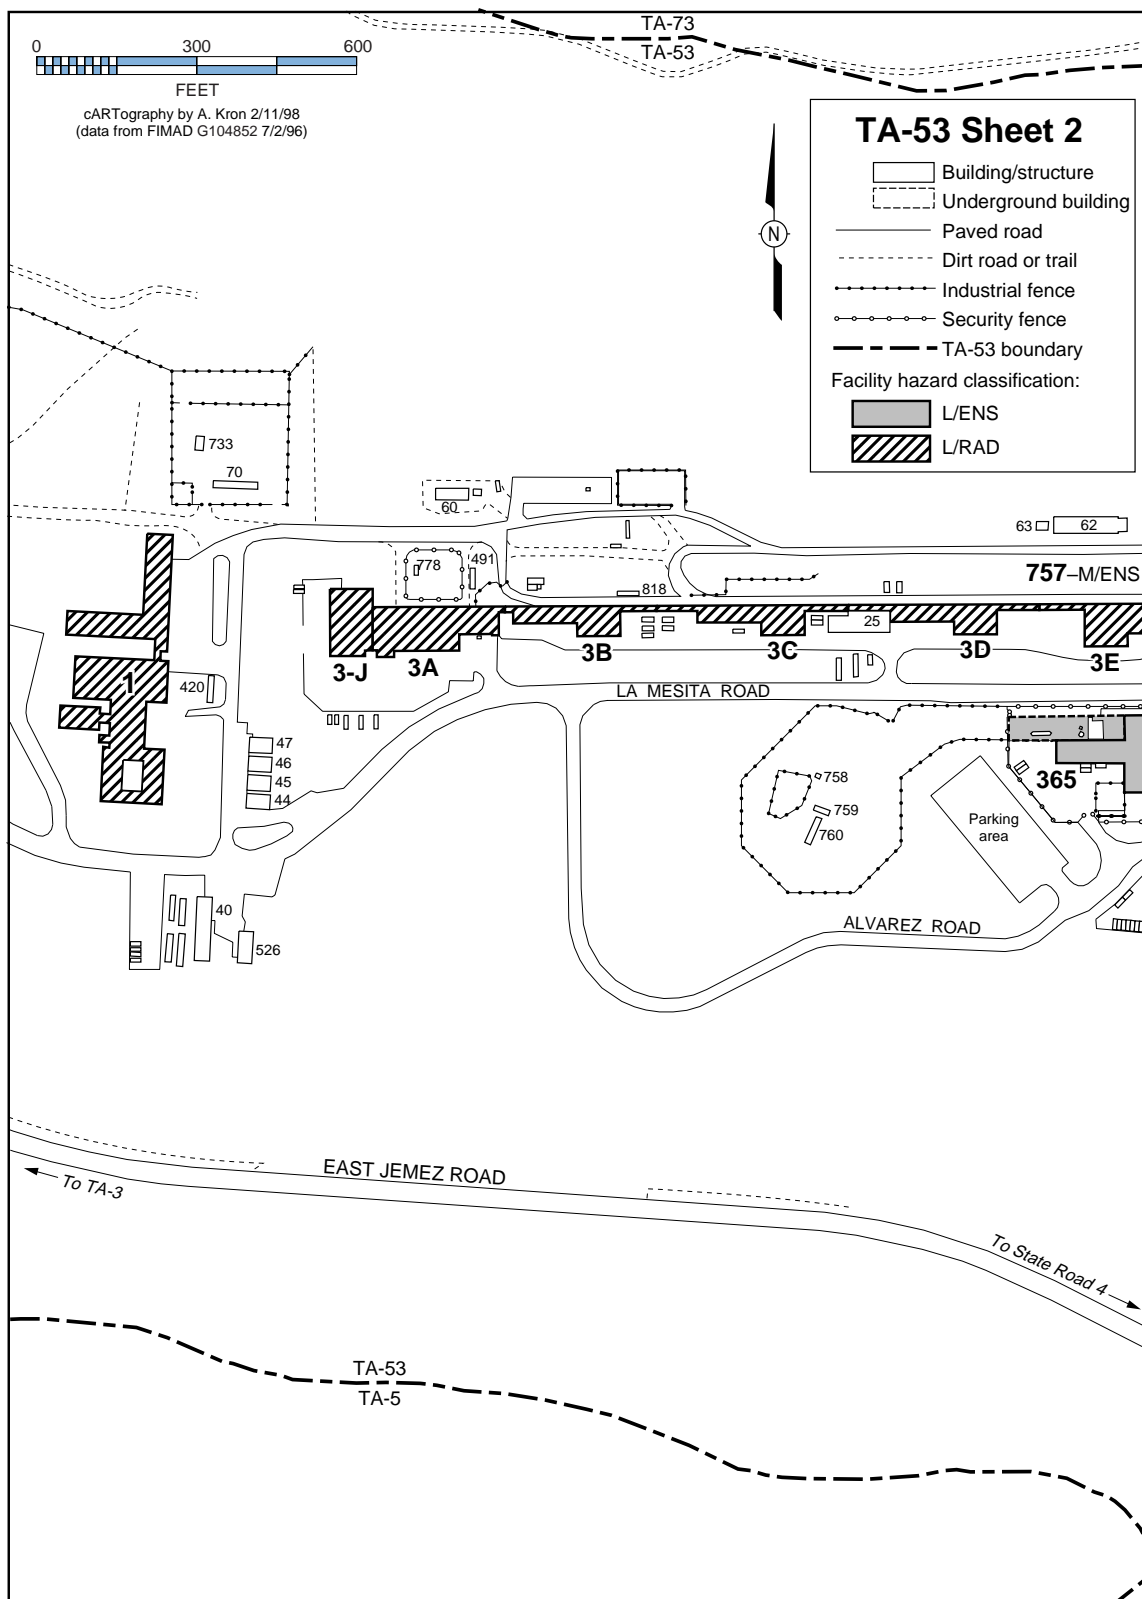 TA-73
TA-53
0 300 600
FEET
cARTography by A. Kron 2/11/98
(data from FIMAD G104852 7/2/96)
TA-53 Sheet 2
Building/structure
Underground building
Paved road
Dirt road or trail
Industrial fence
Security fence
TA-53 boundary
Facility hazard classification:
L/ENS
L/RAD
N
733
70
60
63
62
778
491
757–M/ENS
818
25
3-J
3A
3B
3C
3D
3E
1
420
LA MESITA ROAD
47
46
45
44
758
759
760
365
Parking
area
40
526
ALVAREZ ROAD
EAST JEMEZ ROAD
To TA-3
To State Road 4
TA-53
TA-5